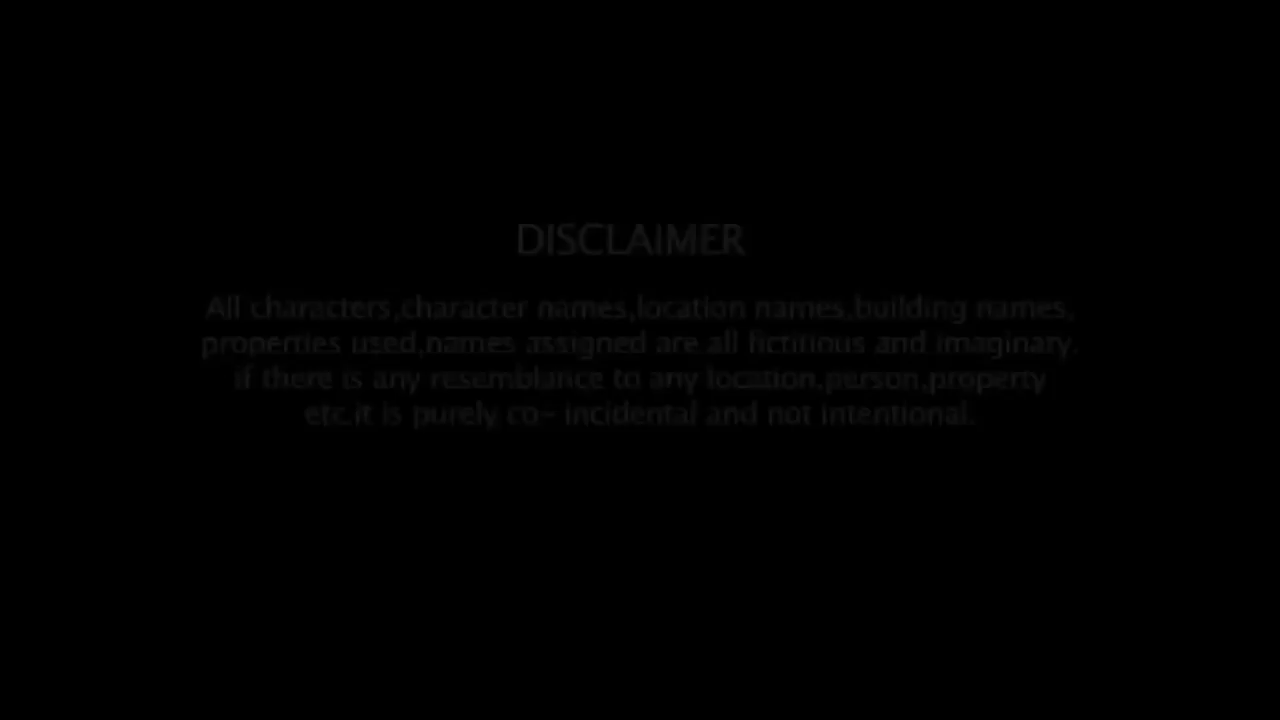 DISCLAIMER
All characters,character names,location names,building names,
properties used,names assigned are all fictitious and imaginary.
if there is any resemblance to any location,person,property
etc.it is purely co- incidental and not intentional.